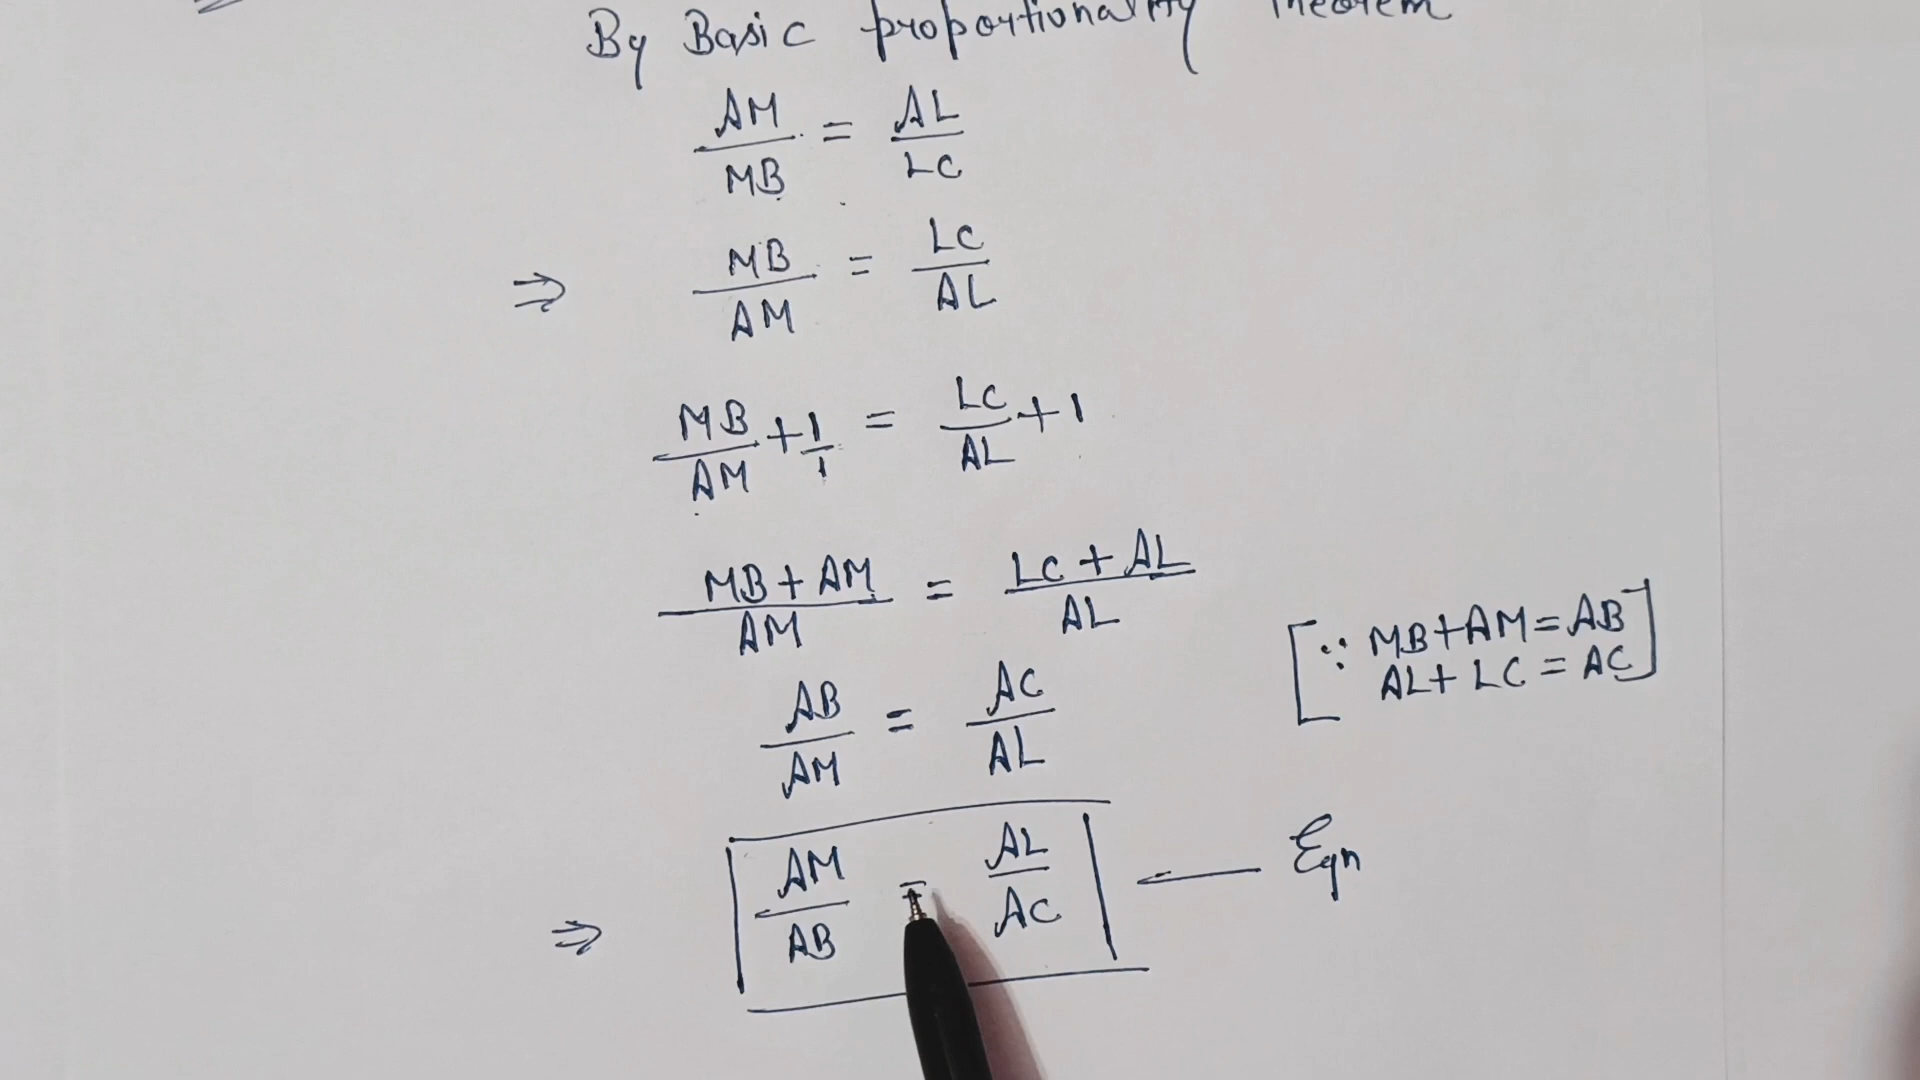 By Basic proportionality Theorem
AM/MB = AL/LC
⇒ MB/AM = LC/AL
MB/AM + 1/1 = LC/AL + 1
MB + AM/AM = LC + AL/AL
[∵ MB+AM = AB
AL+ LC = AC]
AB/AM = AC/AL
⇒ AM/AB = AL/AC ← Eqn